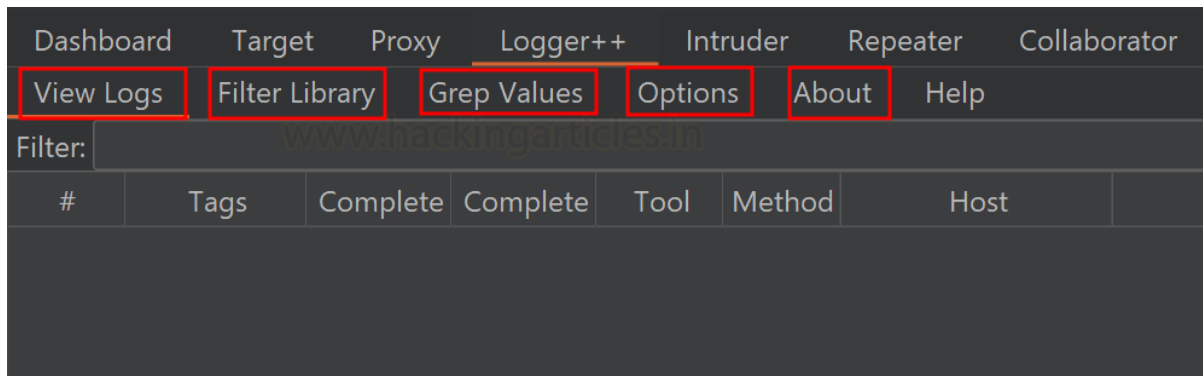 Dashboard Target Proxy Logger++ Intruder Repeater Collaborator
View Logs Filter Library Grep Values Options About Help
www.hackingarticles.in
Filter:
# Tags Complete Complete Tool Method Host